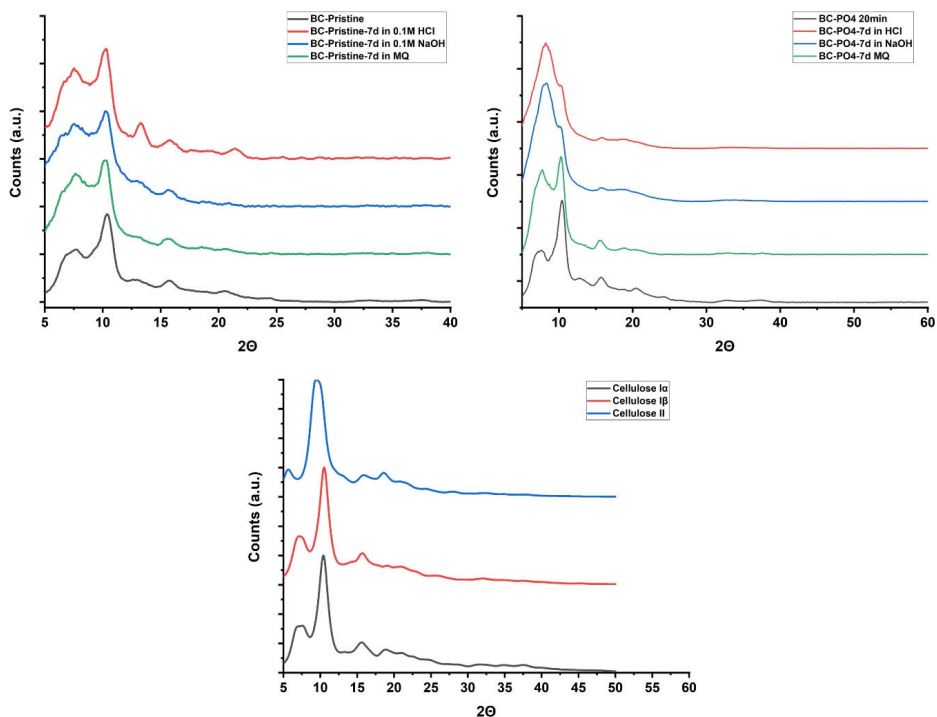 BC-Pristine
BC-Pristine-7d in 0.1M HCl
BC-Pristine-7d in 0.1M NaOH
BC-Pristine-7d in MQ
Counts (a.u.)
5 10 15 20 25 30 35 40
2Θ
BC-PO4 20min
BC-PO4-7d in HCl
BC-PO4-7d in NaOH
BC-PO4-7d MQ
Counts (a.u.)
10 20 30 40 50 60
2Θ
Cellulose Iα
Cellulose Iβ
Cellulose II
Counts (a.u.)
5 10 15 20 25 30 35 40 45 50 55 60
2Θ